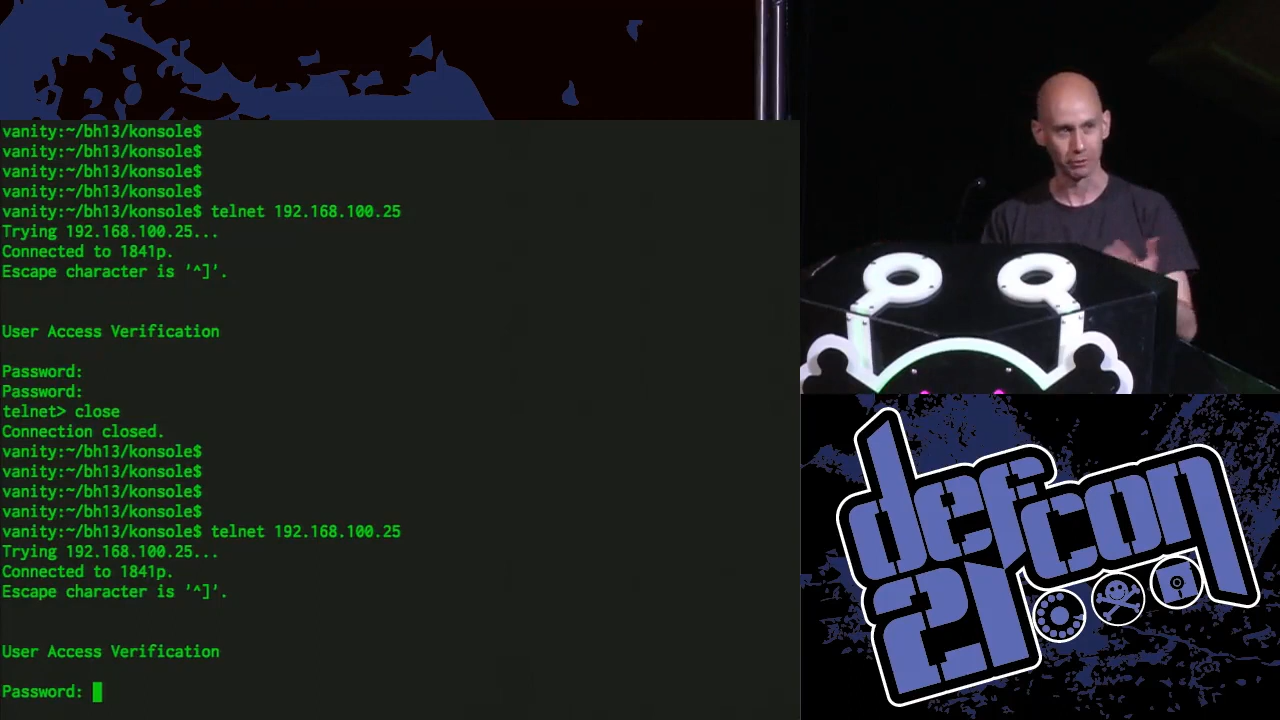 vanity:~/bh13/konsole$
vanity:~/bh13/konsole$
vanity:~/bh13/konsole$
vanity:~/bh13/konsole$
vanity:~/bh13/konsole$ telnet 192.168.100.25
Trying 192.168.100.25...
Connected to 1841p.
Escape character is '^]'.
User Access Verification
Password:
Password:
telnet> close
Connection closed.
vanity:~/bh13/konsole$
vanity:~/bh13/konsole$
vanity:~/bh13/konsole$
vanity:~/bh13/konsole$
vanity:~/bh13/konsole$ telnet 192.168.100.25
Trying 192.168.100.25...
Connected to 1841p.
Escape character is '^]'.
User Access Verification
Password:
defcon
21